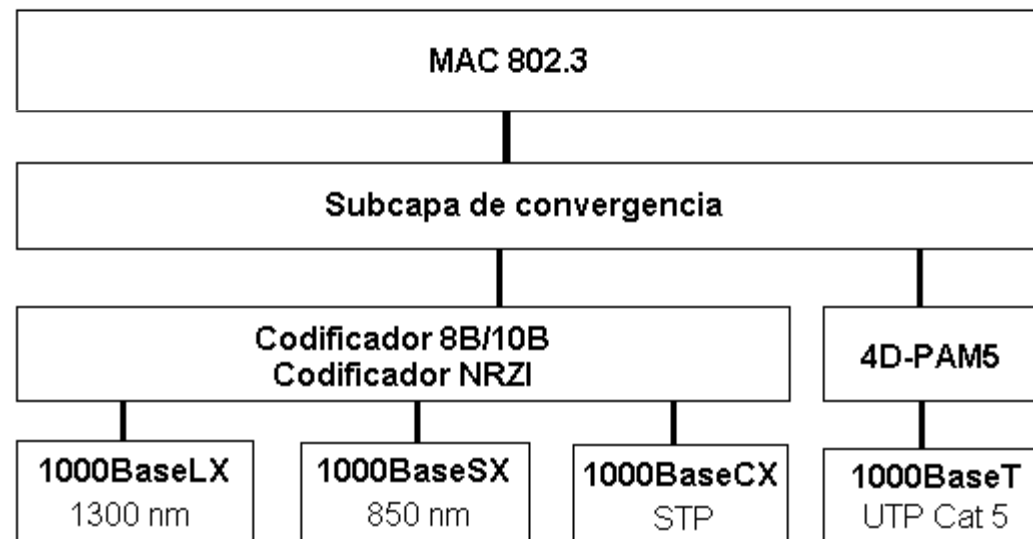 MAC 802.3
Subcapa de convergencia
Codificador 8B/10B
Codificador NRZI
4D-PAM5
1000BaseLX
1300 nm
1000BaseSX
850 nm
1000BaseCX
STP
1000BaseT
UTP Cat 5